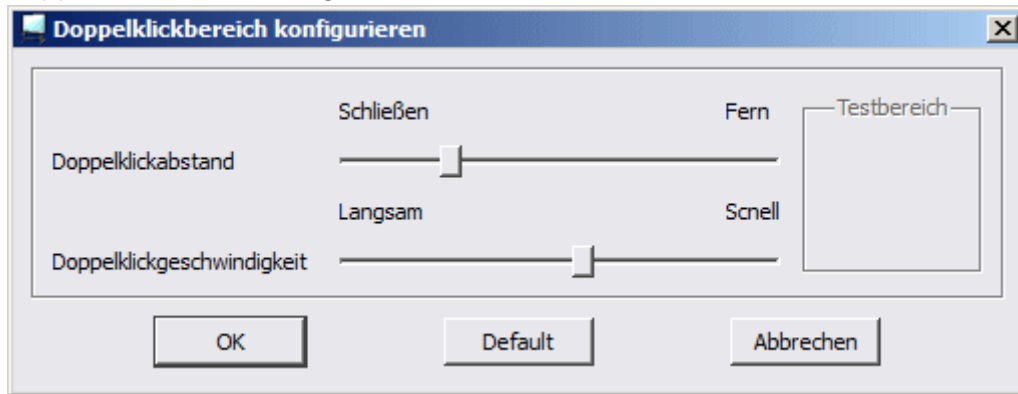 Doppelklickbereich konfigurieren
Schließen Fern Testbereich
Doppelklickabstand
Langsam Scnell
Doppelklickgeschwindigkeit
OK Default Abbrechen